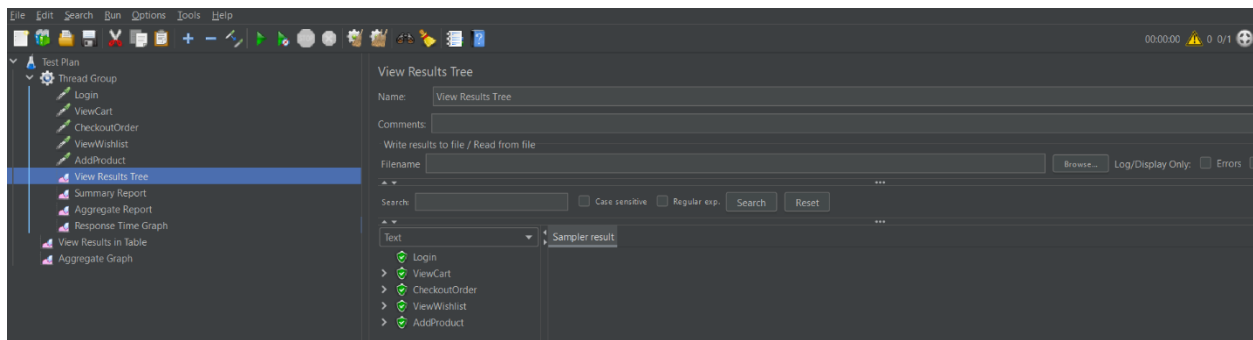 File Edit Search Run Options Tools Help
00:00:00 0 0/1
Test Plan
Thread Group
Login
ViewCart
CheckoutOrder
ViewWishlist
AddProduct
View Results Tree
Summary Report
Aggregate Report
Response Time Graph
View Results in Table
Aggregate Graph
View Results Tree
Name: View Results Tree
Comments:
Write results to file / Read from file
Filename Browse... Log/Display Only: Errors
Search: Case sensitive Regular exp. Search Reset
Text Sampler result
Login
ViewCart
CheckoutOrder
ViewWishlist
AddProduct